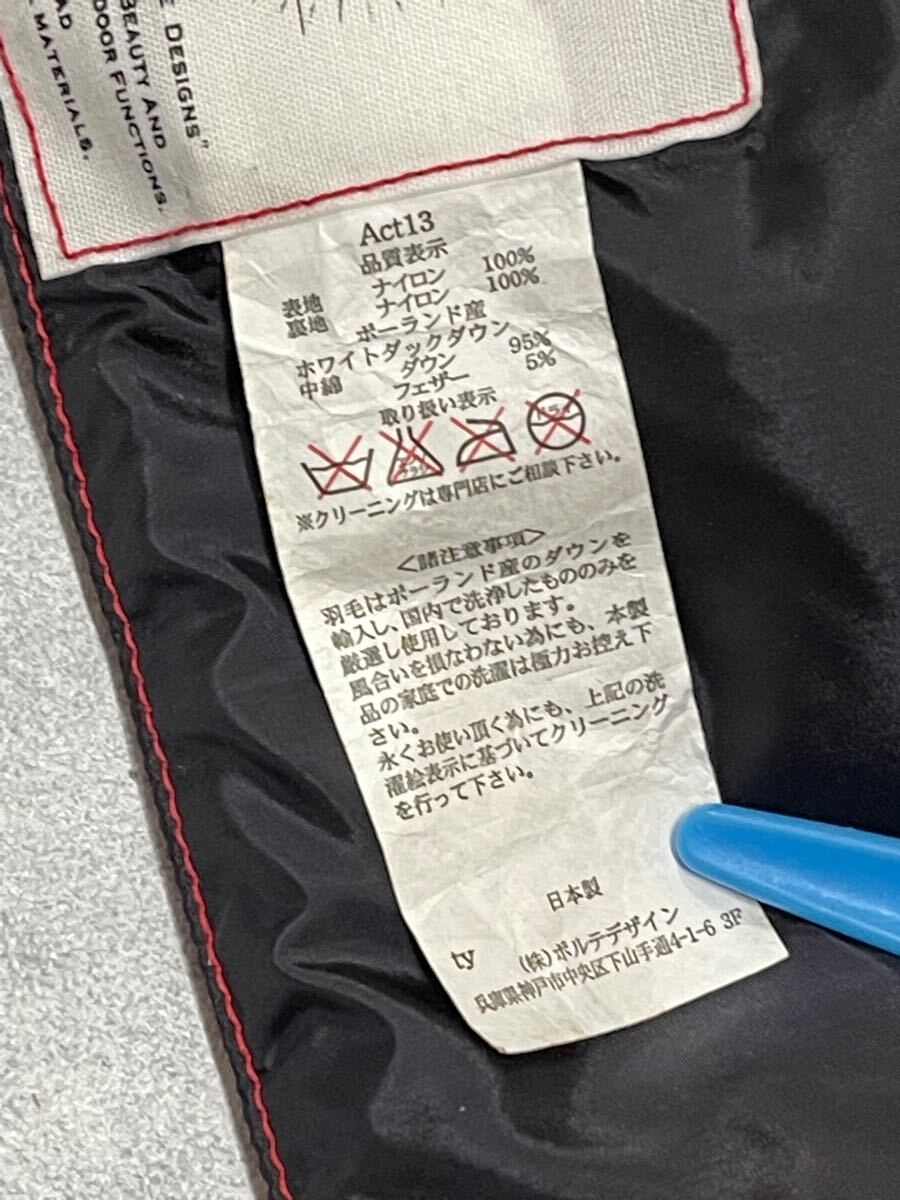 E DESIGNS"
BEAUTY AND
DOOR FUNCTIONS.
AD
MATERIALS.
Act13
品質表示
表地 ナイロン 100%
裏地 ナイロン 100%
ポーランド産
ホワイトダックダウン
中綿 ダウン 95%
フェザー 5%
取り扱い表示
※クリーニングは専門店にご相談下さい。
<諸注意事項>
羽毛はポーランド産のダウンを
輸入し、国内で洗浄したもののみを
厳選し使用しております。
風合いを損なわない為にも、本製
品の家庭での洗濯は極力お控え下
さい。
永くお使い頂く為にも、上記の洗
濯絵表示に基づいてクリーニング
を行って下さい。
日本製
ty (株)ポルテデザイン
兵庫県神戸市中央区下山手通4-1-6 3F